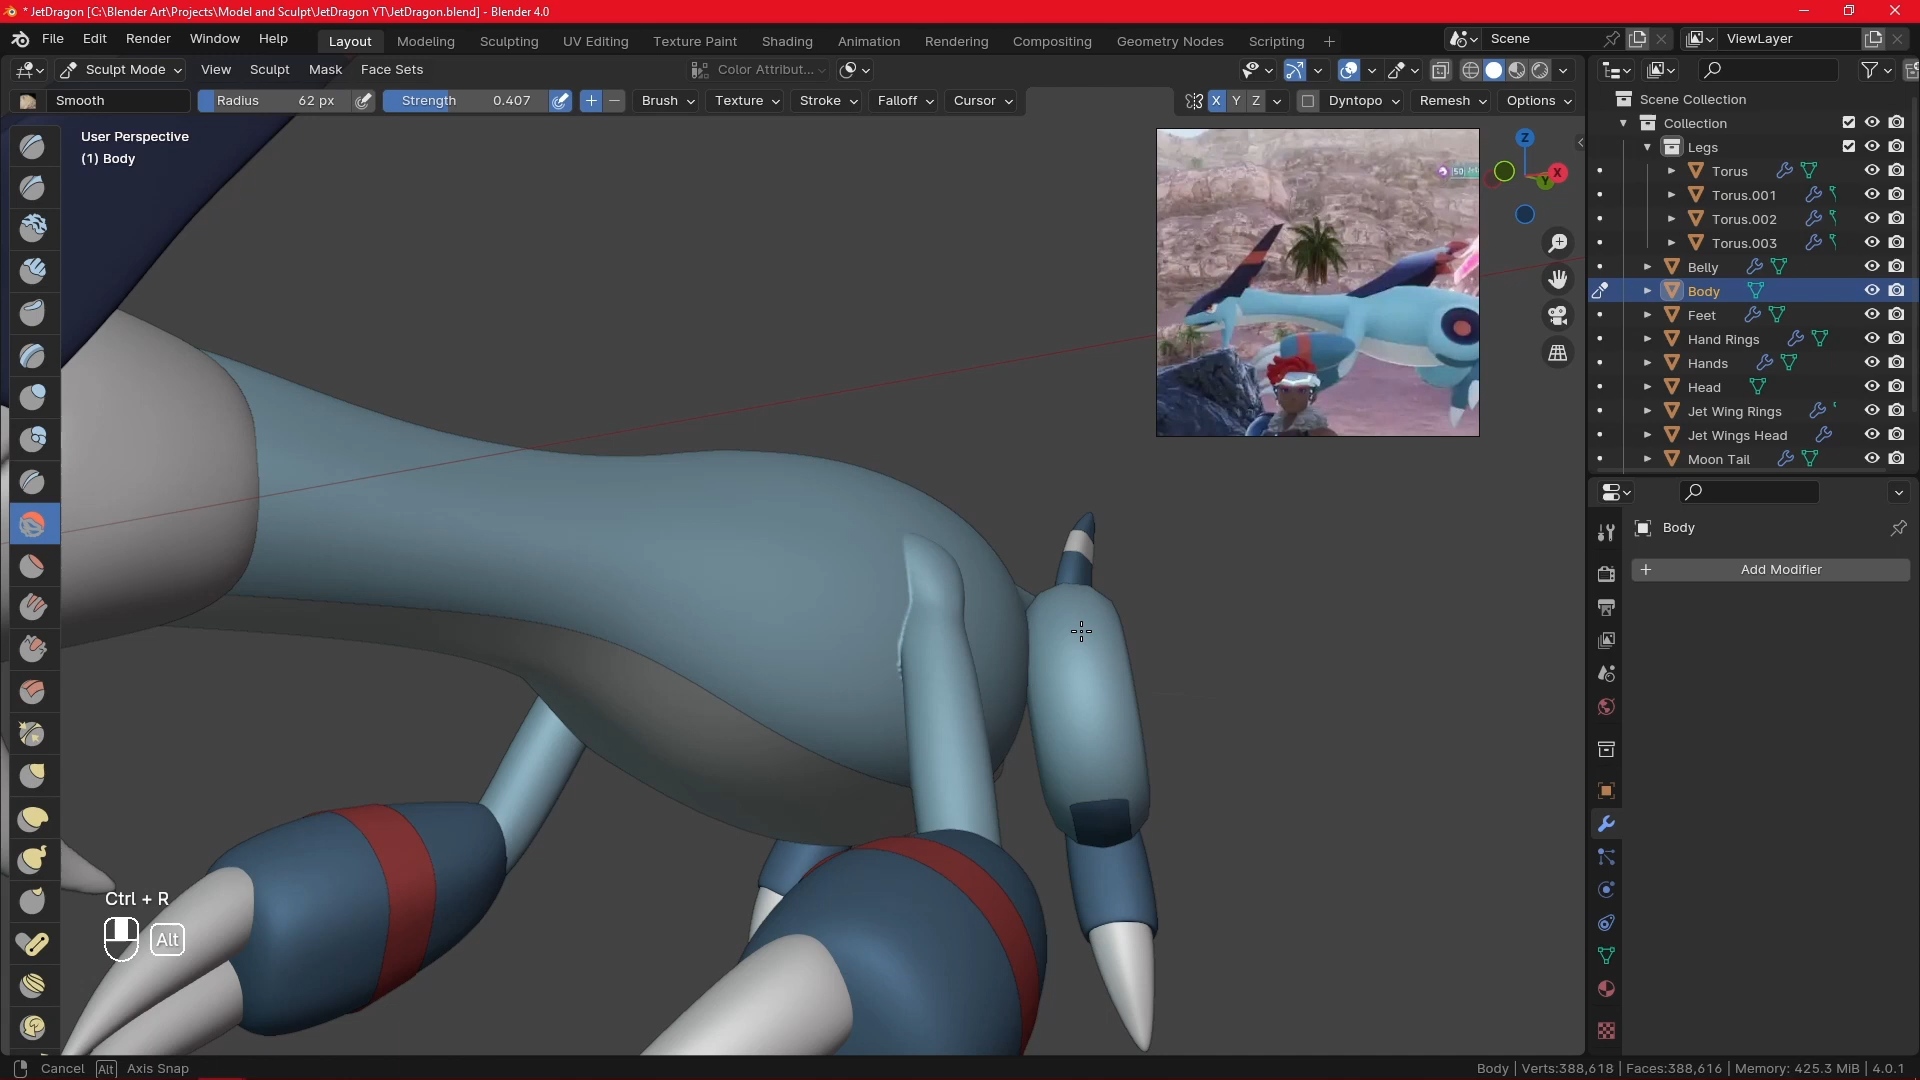 * JetDragon [C:\Blender Art\Projects\Model and Sculpt\JetDragon YT\JetDragon.blend] - Blender 4.0
File Edit Render Window Help Layout Modeling Sculpting UV Editing Texture Paint Shading Animation Rendering Compositing Geometry Nodes Scripting + Scene ViewLayer
Sculpt Mode View Sculpt Mask Face Sets Color Attribut...
Smooth Radius 62 px Strength 0.407 + − Brush Texture Stroke Falloff Cursor X Y Z Dyntopo Remesh Options
User Perspective
(1) Body
Z
X
Y
50
Scene Collection
Collection
Legs
Torus
Torus.001
Torus.002
Torus.003
Belly
Body
Feet
Hand Rings
Hands
Head
Jet Wing Rings
Jet Wings Head
Moon Tail
Body
+ Add Modifier
Ctrl + R
Alt
Cancel Alt Axis Snap
Body | Verts:388,618 | Faces:388,616 | Memory: 425.3 MiB | 4.0.1